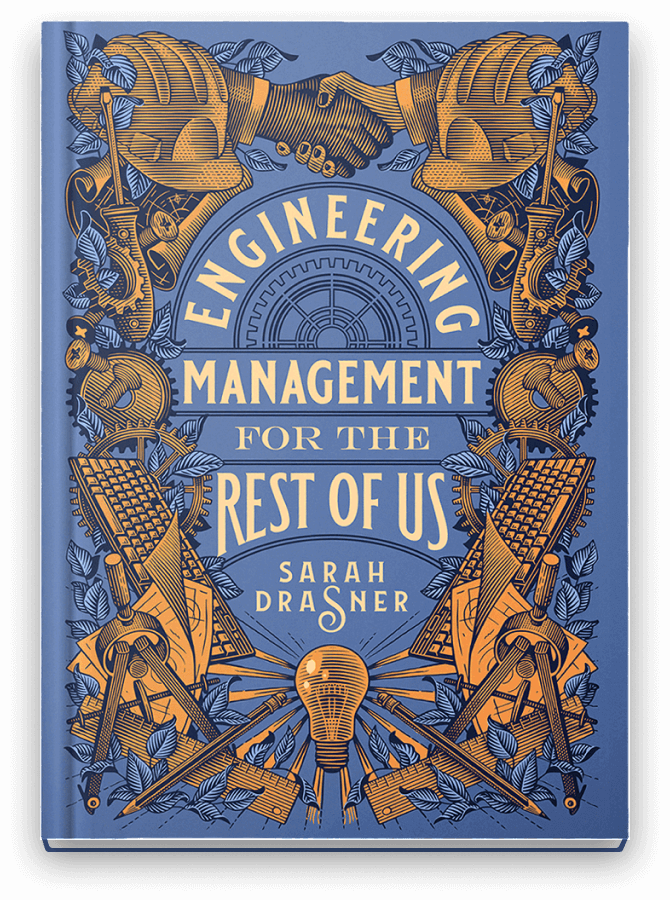 ENGINEERING
MANAGEMENT
FOR THE
REST OF US
SARAH
DRASNER